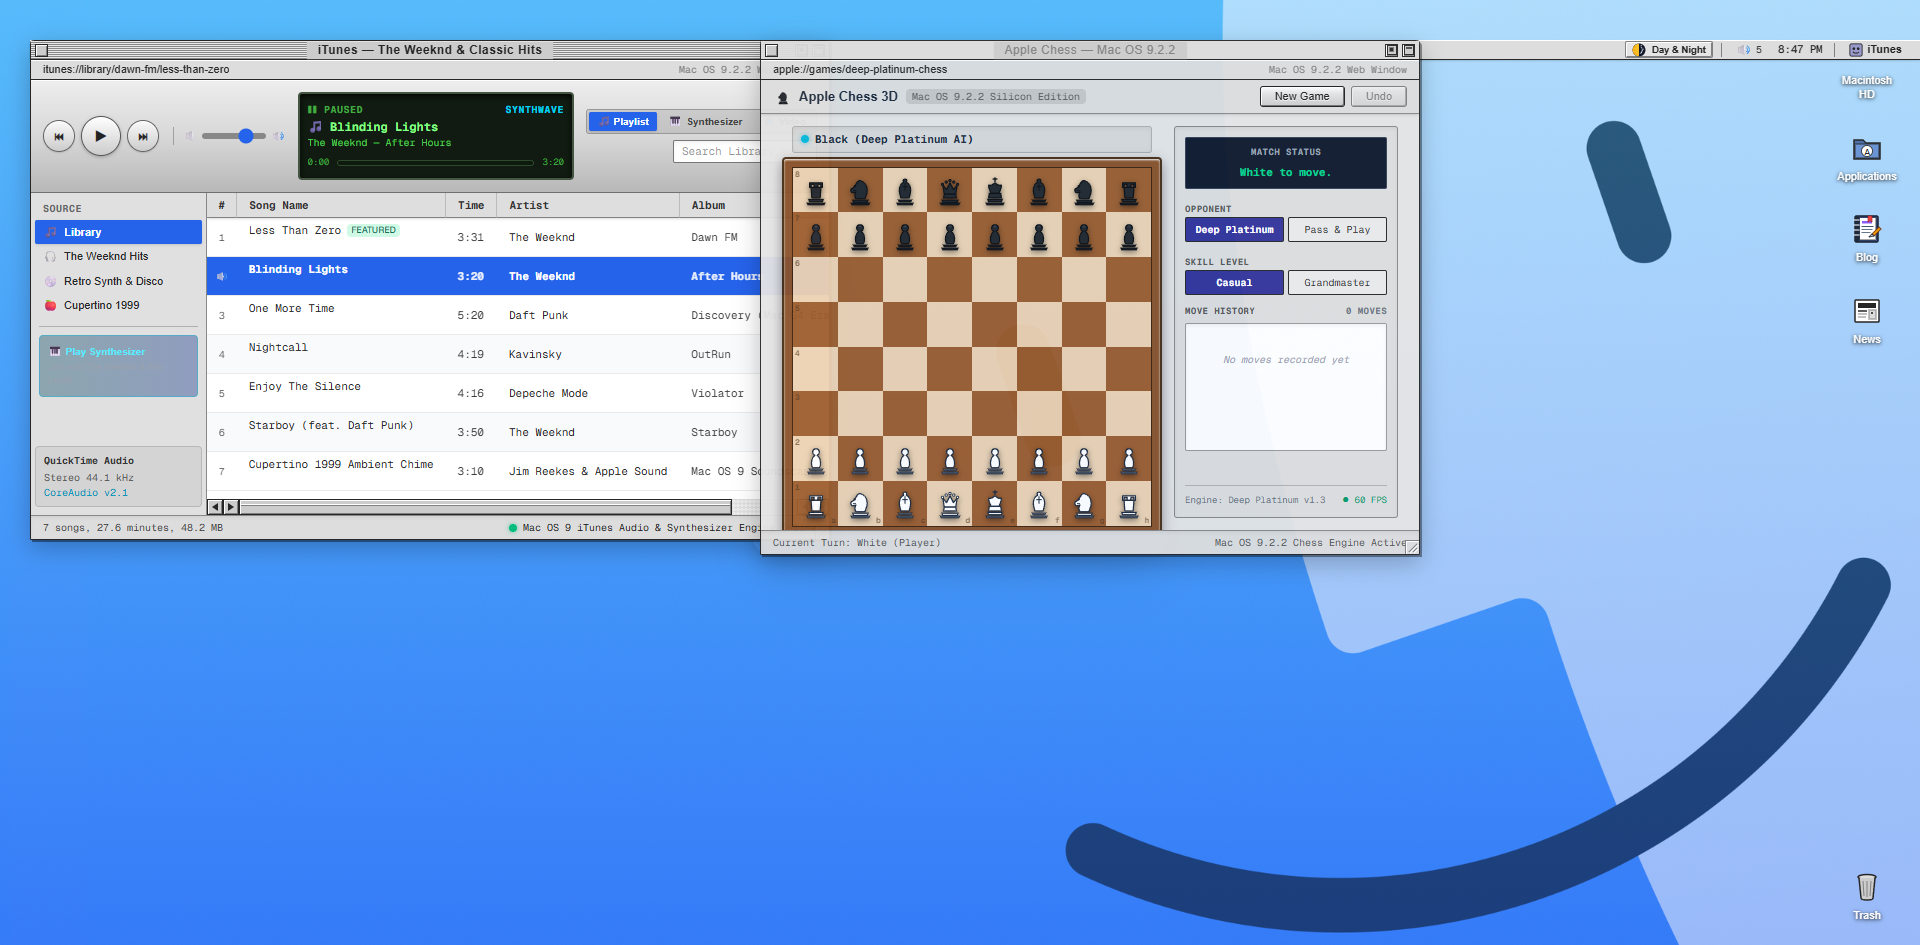 iTunes — The Weeknd & Classic Hits
itunes://library/dawn-fm/less-than-zero
Mac OS 9.2.2 W
PAUSED
SYNTHWAVE
Blinding Lights
The Weeknd — After Hours
0:00
3:20
Playlist
Synthesizer
Search Libra
SOURCE
Library
The Weeknd Hits
Retro Synth & Disco
Cupertino 1999
Play Synthesizer
QuickTime Audio
Stereo 44.1 kHz
CoreAudio v2.1
# Song Name Time Artist Album
1 Less Than Zero FEATURED 3:31 The Weeknd Dawn FM
Blinding Lights 3:20 The Weeknd After Hours
3 One More Time 5:20 Daft Punk Discovery
4 Nightcall 4:19 Kavinsky OutRun
5 Enjoy The Silence 4:16 Depeche Mode Violator
6 Starboy (feat. Daft Punk) 3:50 The Weeknd Starboy
7 Cupertino 1999 Ambient Chime 3:10 Jim Reekes & Apple Sound Mac OS 9 So
7 songs, 27.6 minutes, 48.2 MB
Mac OS 9 iTunes Audio & Synthesizer Engi
Apple Chess — Mac OS 9.2.2
apple://games/deep-platinum-chess
Mac OS 9.2.2 Web Window
Apple Chess 3D
Mac OS 9.2.2 Silicon Edition
New Game
Undo
Black (Deep Platinum AI)
8
7
6
5
4
3
2
1
a b c d e f g h
MATCH STATUS
White to move.
OPPONENT
Deep Platinum
Pass & Play
SKILL LEVEL
Casual
Grandmaster
MOVE HISTORY
0 MOVES
No moves recorded yet
Engine: Deep Platinum v1.3
60 FPS
Current Turn: White (Player)
Mac OS 9.2.2 Chess Engine Active
Day & Night
5
8:47 PM
iTunes
Macintosh
HD
Applications
Blog
News
Trash